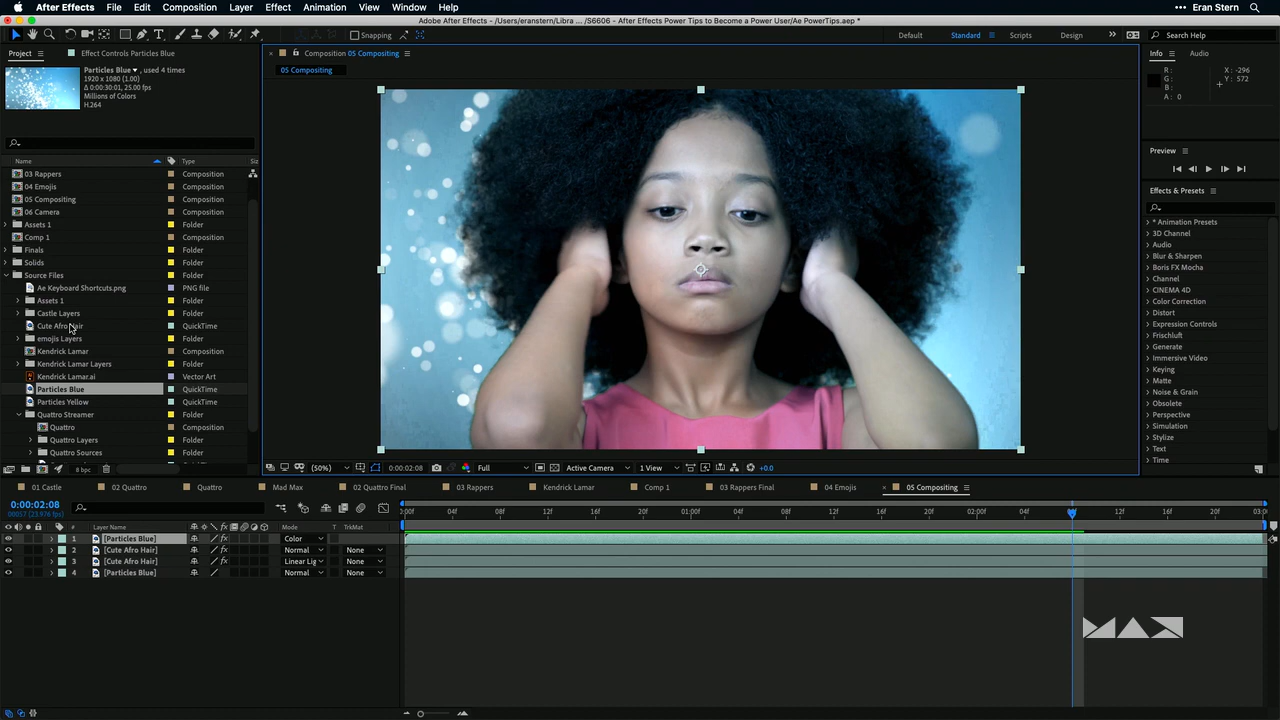 After Effects File Edit Composition Layer Effect Animation View Window Help Eran Stern
Adobe After Effects - /Users/eranstern/Libra ... /S6606 - After Effects Power Tips to Become a Power User/Ae PowerTips.aep *
Snapping Default Standard Scripts Design Search Help
Project Effect Controls Particles Blue
Composition 05 Compositing
Info Audio
05 Compositing
Particles Blue , used 4 times
1920 x 1080 (1.00)
Δ 0:00:30:01, 25.00 fps
Millions of Colors
H.264
R :
G :
B :
A : 0
X : -296
Y : 572
Preview
Effects & Presets
Name Type Si
03 Rappers Composition
04 Emojis Composition
05 Compositing Composition
06 Camera Composition
Assets 1 Folder
Comp 1 Composition
Finals Folder
Solids Folder
Source Files Folder
Ae Keyboard Shortcuts.png PNG file
Assets 1 Folder
Castle Layers Folder
Cute Afro Hair QuickTime
emojis Layers Folder
Kendrick Lamar Composition
Kendrick Lamar Layers Folder
Kendrick Lamar.ai Vector Art
Particles Blue QuickTime
Particles Yellow QuickTime
Quattro Streamer Folder
Quattro Composition
Quattro Layers Folder
Quattro Sources Folder
8 bpc
* Animation Presets
3D Channel
Audio
Blur & Sharpen
Boris FX Mocha
Channel
CINEMA 4D
Color Correction
Distort
Expression Controls
Frischluft
Generate
Immersive Video
Keying
Matte
Noise & Grain
Obsolete
Perspective
Simulation
Stylize
Text
Time
(50%) 0:00:02:08 Full Active Camera 1 View +0.0
01 Castle 02 Quattro Quattro Mad Max 02 Quattro Final 03 Rappers Kendrick Lamar Comp 1 03 Rappers Final 04 Emojis 05 Compositing
0:00:02:08
00057 (23.976 fps)
:00f 04f 08f 12f 16f 20f 01:00f 04f 08f 12f 16f 20f 02:00f 04f 12f 16f 20f 03:0
# Layer Name Mode T TrkMat
1 [Particles Blue] Color
2 [Cute Afro Hair] Normal None
3 [Cute Afro Hair] Linear Lig None
4 [Particles Blue] Normal None
MAX